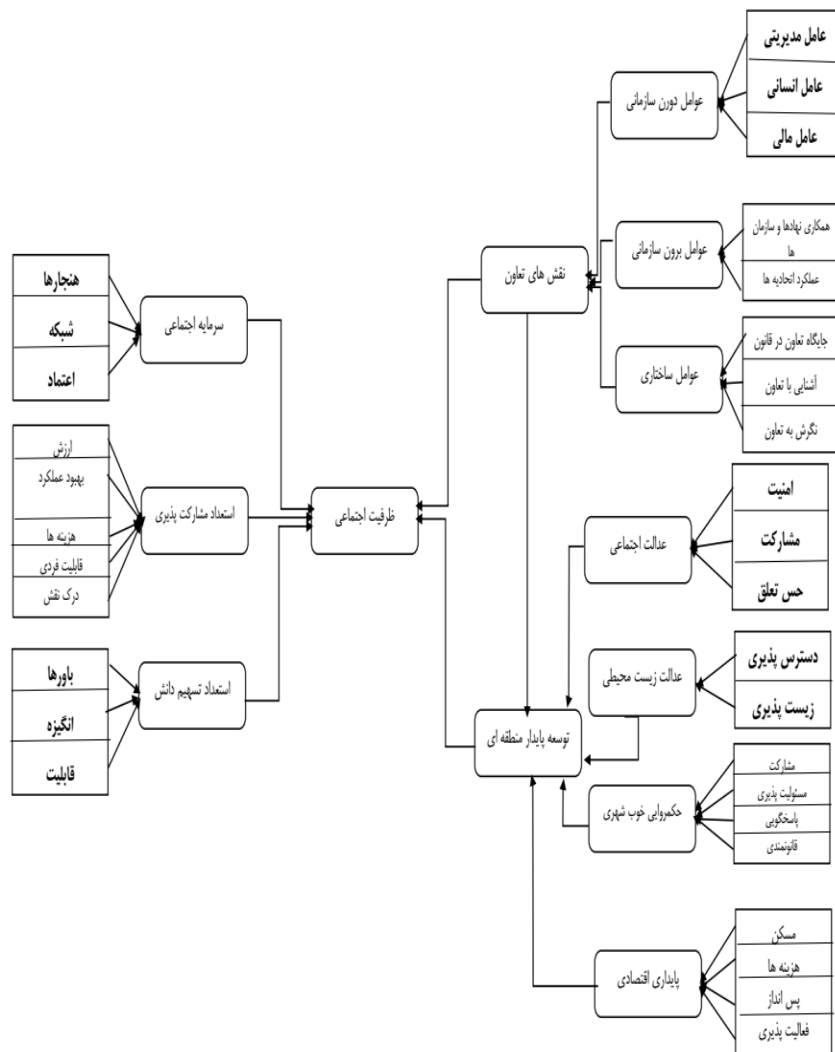 عامل مدیریتی
عامل انسانی
عامل مالی
عوامل دورن سازمانی
همکاری نهادها و سازمان
ها
عملکرد اتحادیه ها
عوامل برون سازمانی
جایگاه تعاون در قانون
آشنایی با تعاون
نگرش به تعاون
عوامل ساختاری
نقش های تعاون
امنیت
مشارکت
حس تعلق
عدالت اجتماعی
دسترس پذیری
زیست پذیری
عدالت زیست محیطی
توسعه پایدار منطقه ای
مشارکت
مسئولیت پذیری
پاسخگویی
قانونمندی
حکمروایی خوب شهری
مسکن
هزینه ها
پس انداز
فعالیت پذیری
پایداری اقتصادی
ظرفیت اجتماعی
سرمایه اجتماعی
هنجارها
شبکه
اعتماد
استعداد مشارکت پذیری
ارزش
بهبود عملکرد
هزینه ها
قابلیت فردی
درک نقش
استعداد تسهیم دانش
باورها
انگیزه
قابلیت